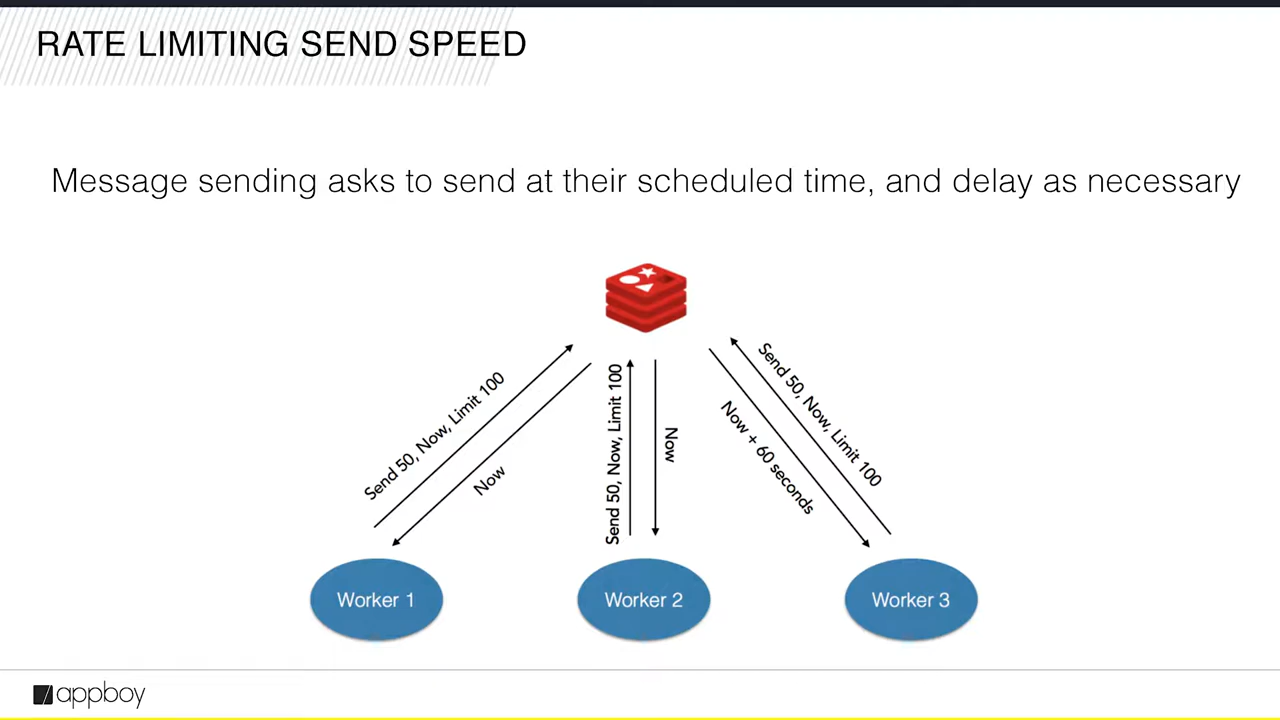 RATE LIMITING SEND SPEED
Message sending asks to send at their scheduled time, and delay as necessary
Send 50, Now, Limit 100
Now
Send 50, Now, Limit 100
Now
Send 50, Now, Limit 100
Now + 60 seconds
Worker 1
Worker 2
Worker 3
appboy